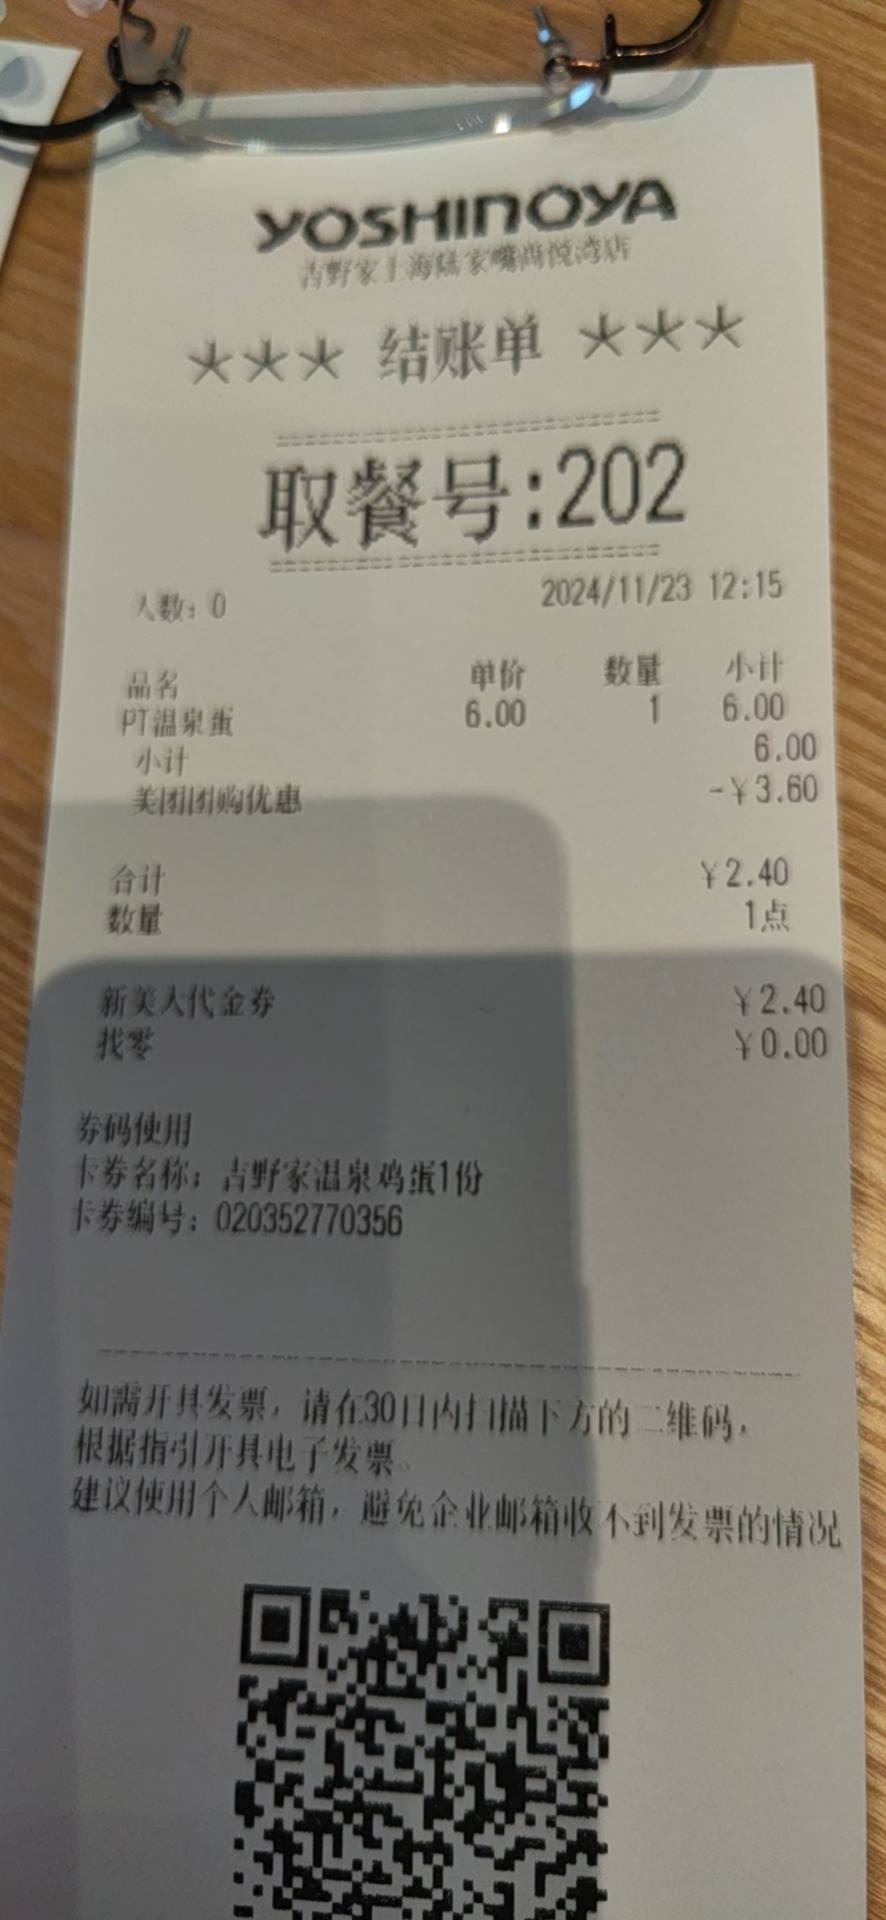 YOSHINOYA
吉野家上海陆家嘴尚悦湾店
*** 结账单 ***
取餐号:202
人数: 0 2024/11/23 12:15
品名 单价 数量 小计
PT温泉蛋 6.00 1 6.00
小计 6.00
美团团购优惠 -¥3.60
合计 ¥2.40
数量 1点
新美大代金券 ¥2.40
找零 ¥0.00
券码使用
卡券名称: 吉野家温泉鸡蛋1份
卡券编号: 020352770356
如需开具发票，请在30日内扫描下方的二维码，
根据指引开具电子发票。
建议使用个人邮箱，避免企业邮箱收不到发票的情况